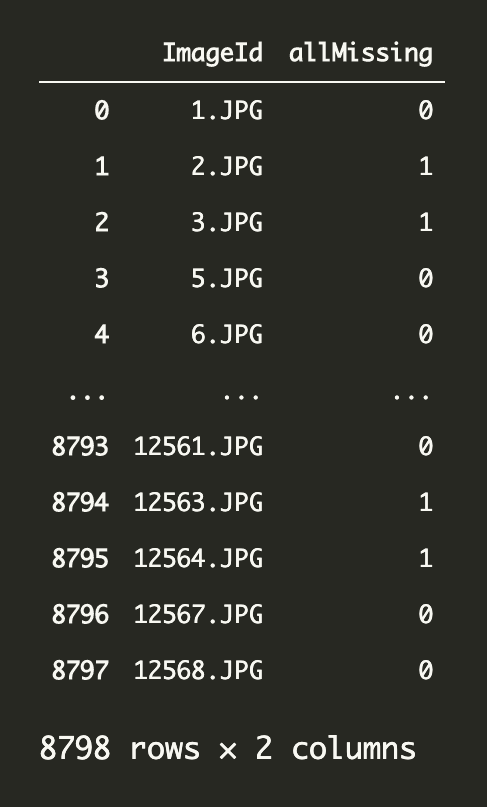 ImageId allMissing
0 1.JPG 0
1 2.JPG 1
2 3.JPG 1
3 5.JPG 0
4 6.JPG 0
... ... ...
8793 12561.JPG 0
8794 12563.JPG 1
8795 12564.JPG 1
8796 12567.JPG 0
8797 12568.JPG 0
8798 rows × 2 columns